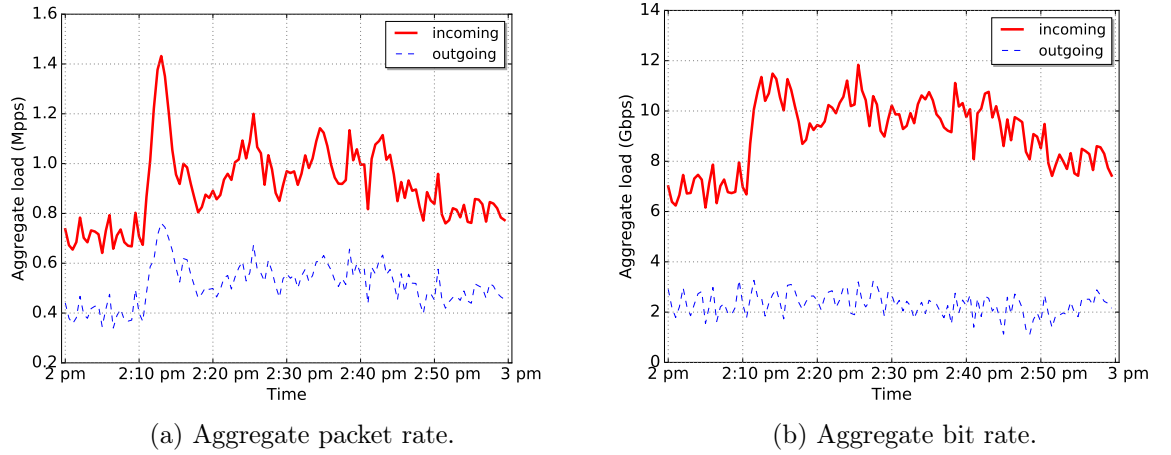 1.6
1.4
1.2
1.0
0.8
0.6
0.4
0.2
Aggregate load (Mpps)
incoming
outgoing
2 pm 2:10 pm 2:20 pm 2:30 pm 2:40 pm 2:50 pm 3 pm
Time
(a) Aggregate packet rate.
14
12
10
8
6
4
2
0
Aggregate load (Gbps)
incoming
outgoing
2 pm 2:10 pm 2:20 pm 2:30 pm 2:40 pm 2:50 pm 3 pm
Time
(b) Aggregate bit rate.